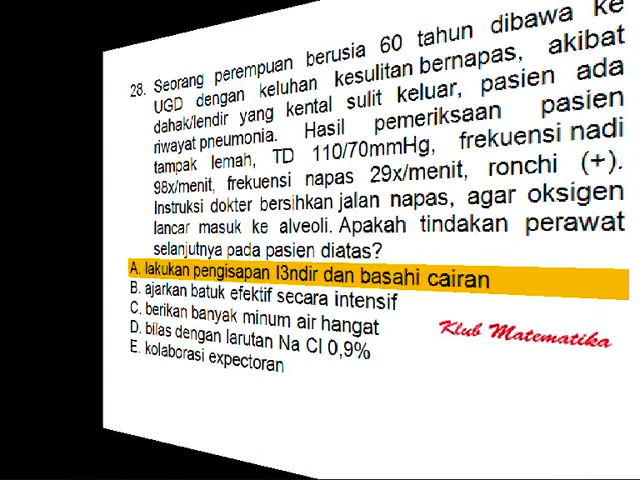 28. Seorang perempuan berusia 60 tahun dibawa ke
UGD dengan keluhan kesulitan bernapas, akibat
dahak/lendir yang kental sulit keluar, pasien ada
riwayat pneumonia. Hasil pemeriksaan pasien
tampak lemah, TD 110/70mmHg, frekuensi nadi
98x/menit, frekuensi napas 29x/menit, ronchi (+).
Instruksi dokter bersihkan jalan napas, agar oksigen
lancar masuk ke alveoli. Apakah tindakan perawat
selanjutnya pada pasien diatas?
A. lakukan pengisapan l3ndir dan basahi cairan
B. ajarkan batuk efektif secara intensif
C. berikan banyak minum air hangat
D. bilas dengan larutan Na Cl 0,9%
E. kolaborasi expectoran
Klub Matematika